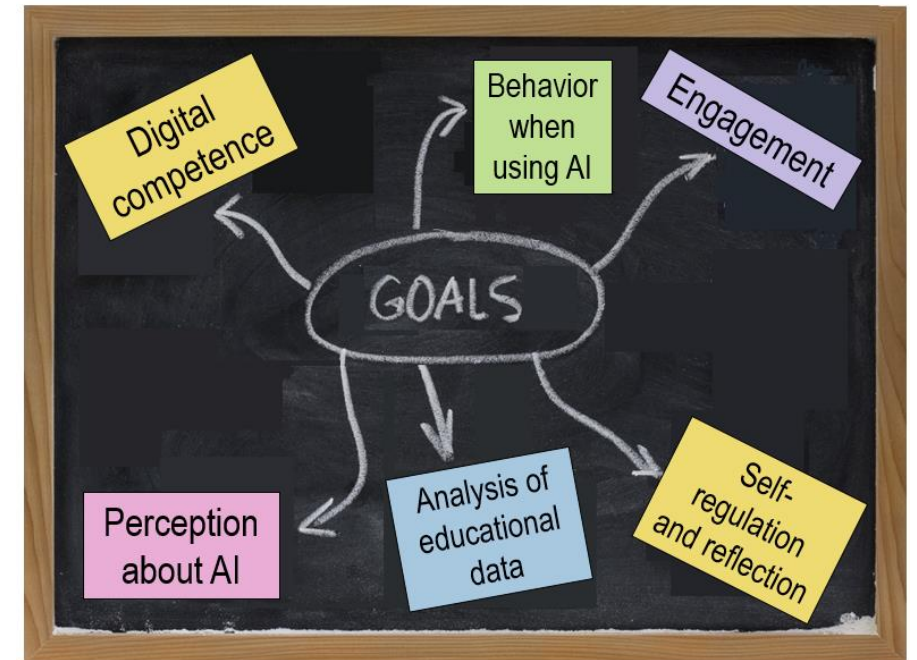 Digital
competence
Behavior
when
using AI
Engagement
GOALS
Perception
about AI
Analysis of
educational
data
Self-
regulation
and reflection